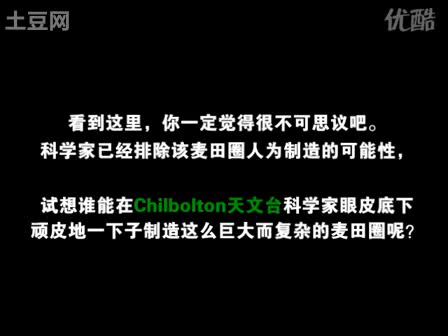 土豆网
优酷
看到这里，你一定觉得很不可思议吧。
科学家已经排除该麦田圈人为制造的可能性，
试想谁能在Chilbolton天文台科学家眼皮底下
顽皮地一下子制造这么巨大而复杂的麦田圈呢？